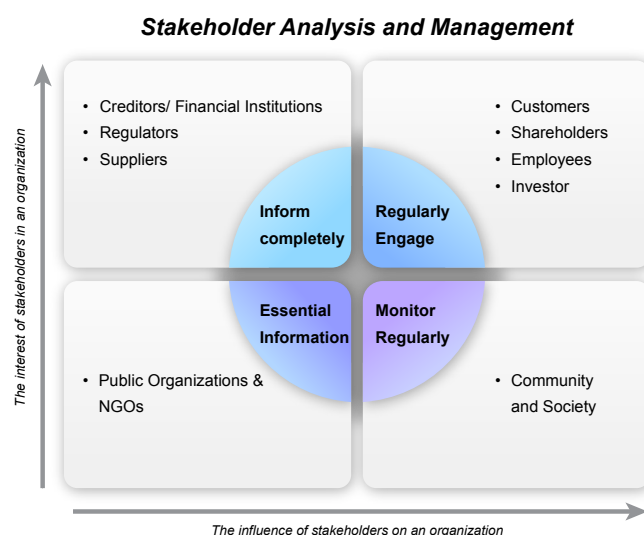 Stakeholder Analysis and Management
The interest of stakeholders in an organization
• Creditors/ Financial Institutions
• Regulators
• Suppliers
• Customers
• Shareholders
• Employees
• Investor
Inform
completely
Regularly
Engage
Essential
Information
Monitor
Regularly
• Public Organizations &
NGOs
• Community
and Society
The influence of stakeholders on an organization